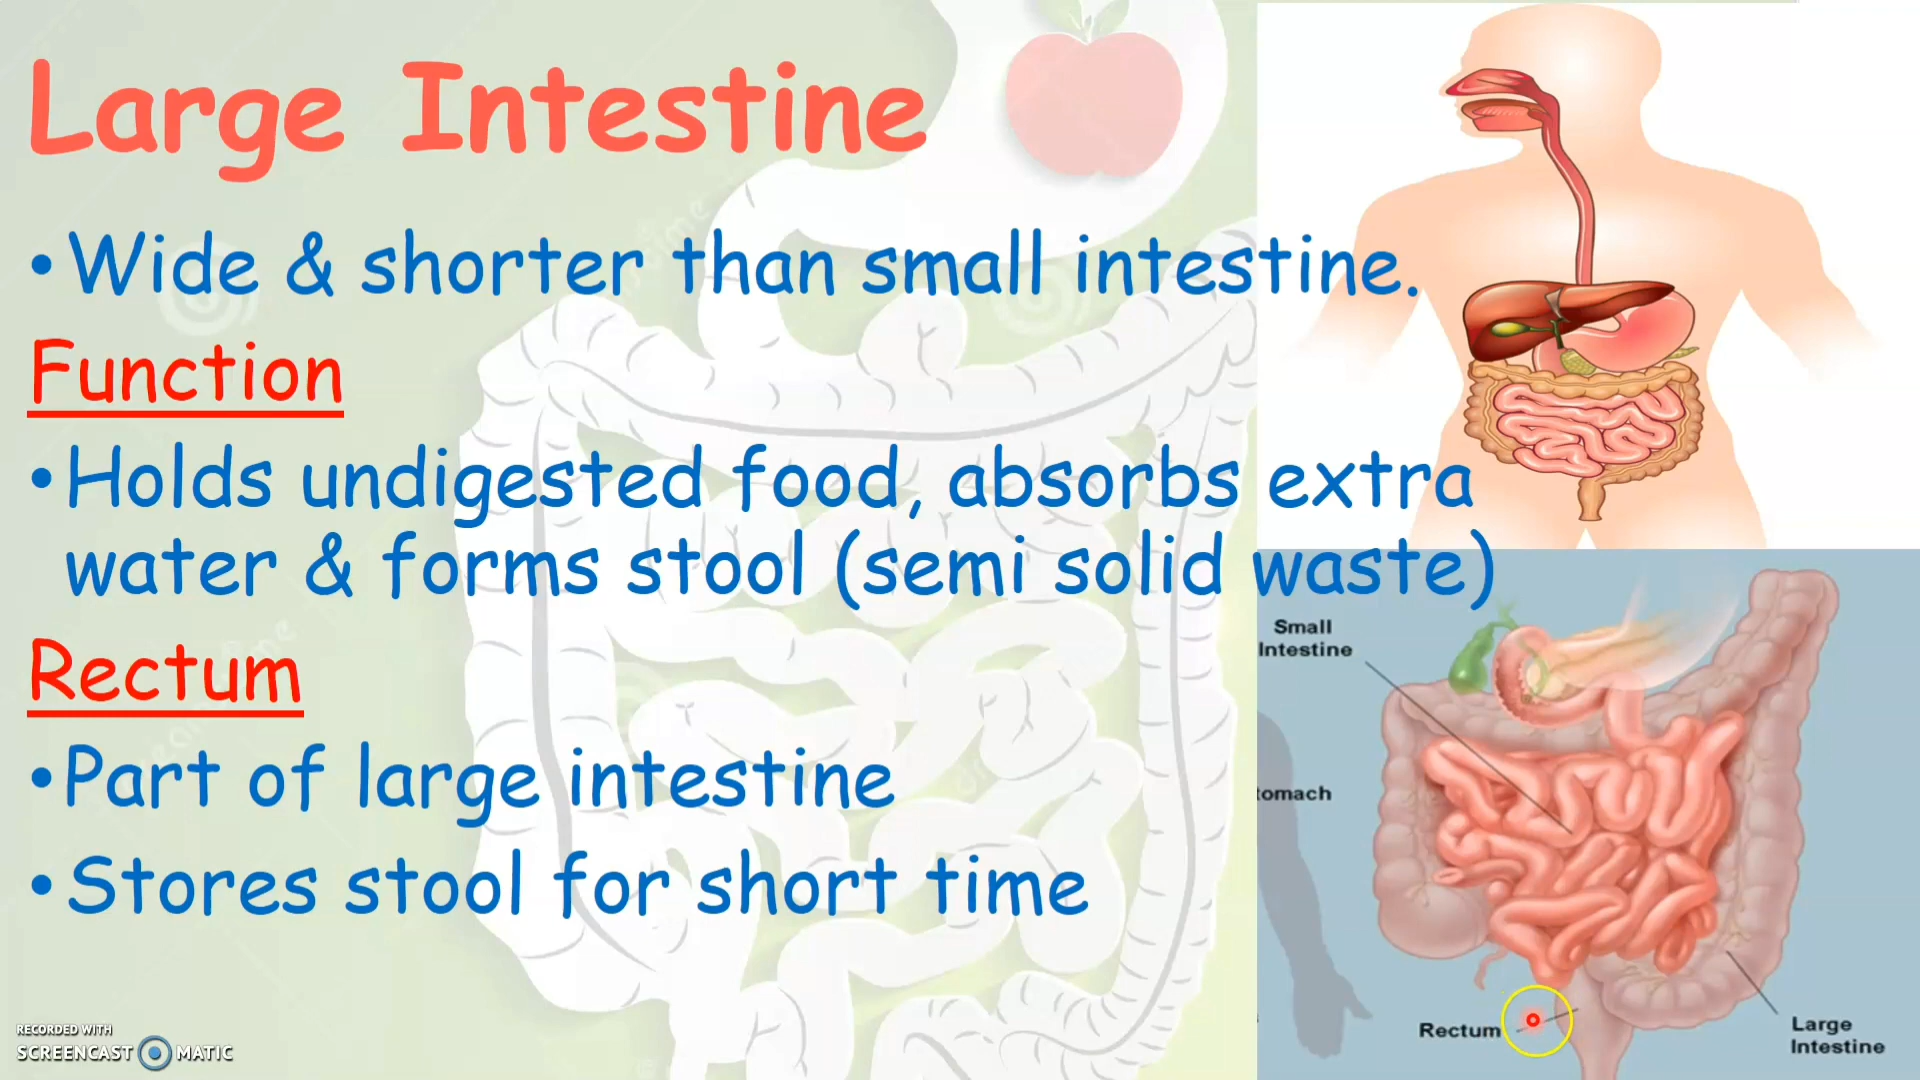 Large Intestine
•Wide & shorter than small intestine.
Function
•Holds undigested food, absorbs extra
water & forms stool (semi solid waste)
Rectum
•Part of large intestine
•Stores stool for short time
Small
Intestine
tomach
Rectum
Large
Intestine
RECORDED WITH
SCREENCAST MATIC